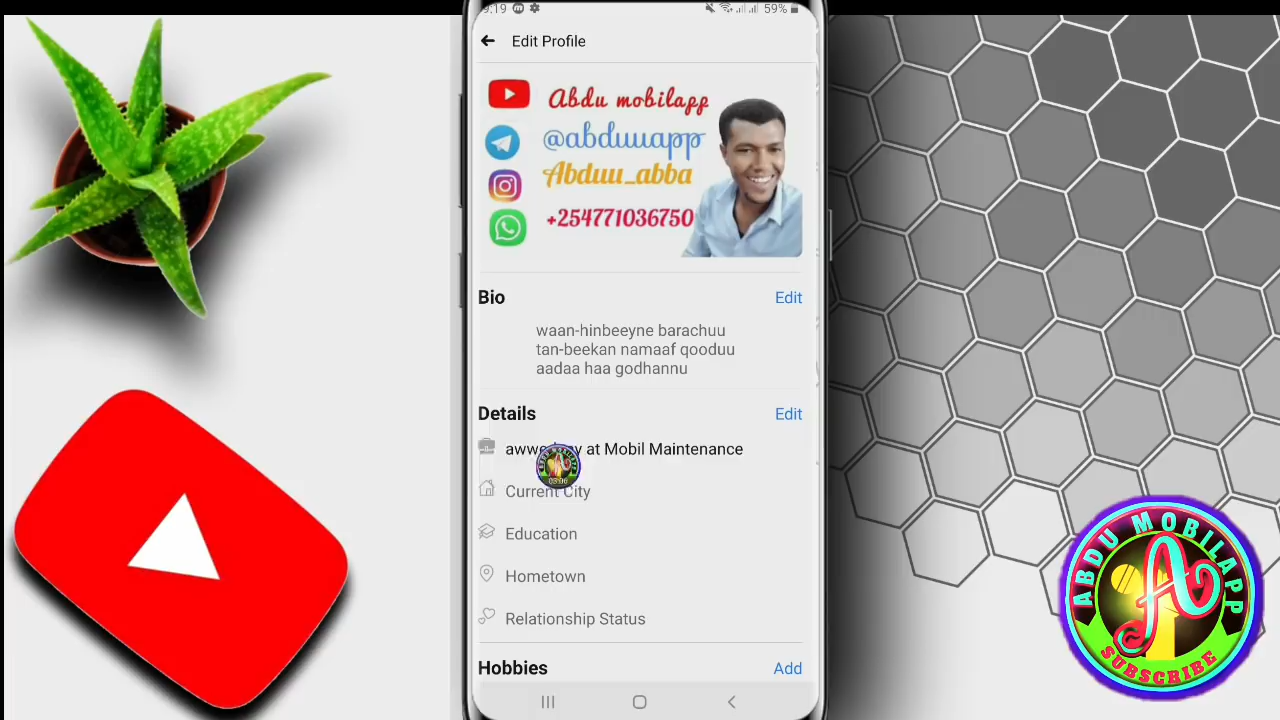 9:19
59%
Edit Profile
Abdu mobilapp
@abduuapp
Abduu_abba
+254771036750
Bio
Edit
waan-hinbeeyne barachuu
tan-beekan namaaf qooduu
aadaa haa godhannu
Details
Edit
at Mobil Maintenance
Current City
Education
Hometown
Relationship Status
Hobbies
Add
ABDU MOBILAPP
A
SUBSCRIBE